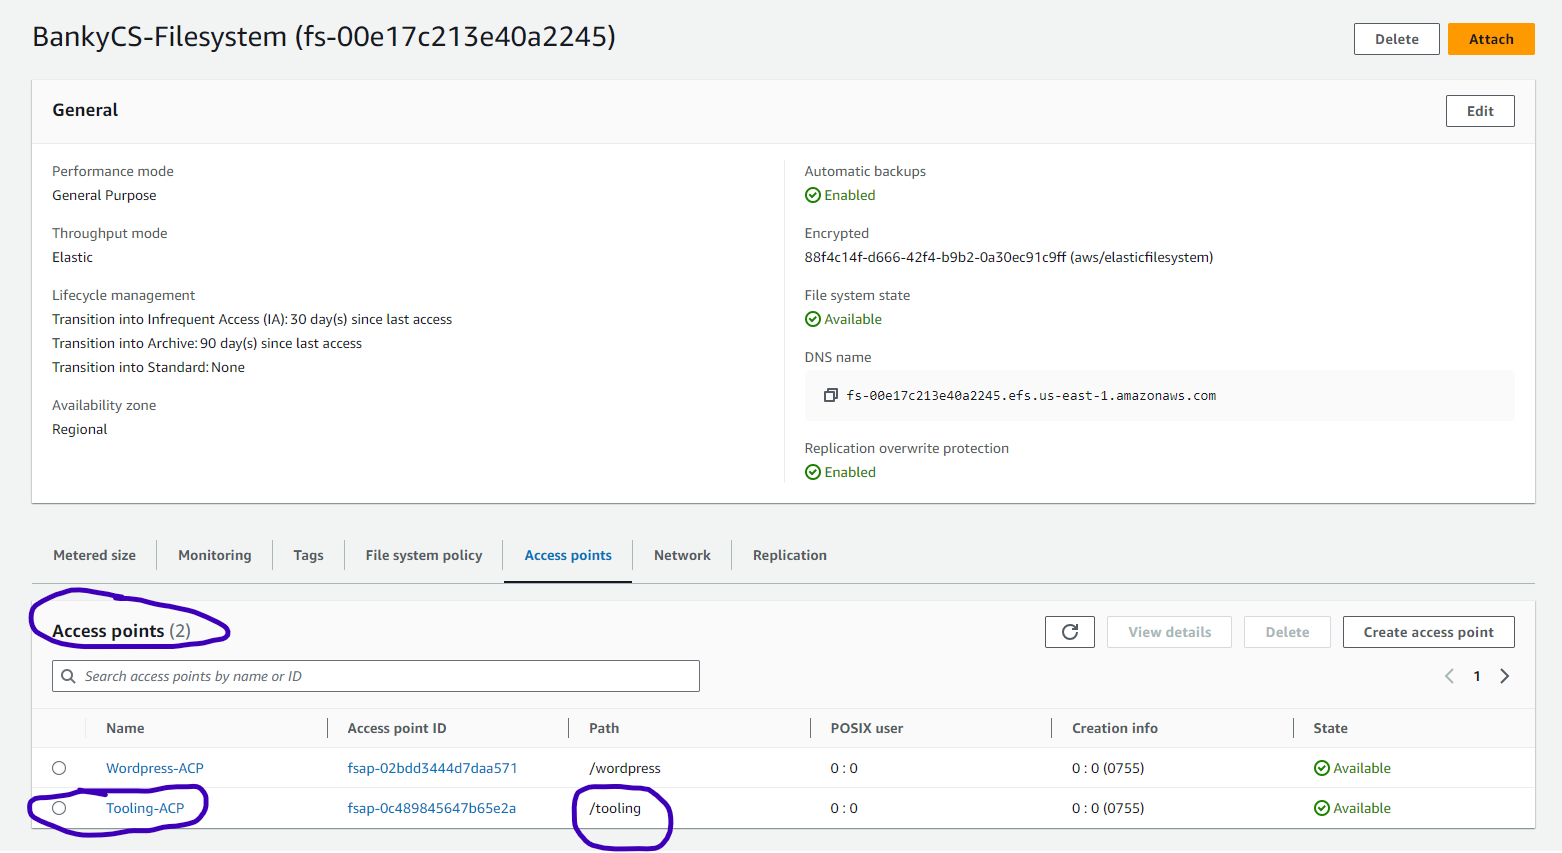 BankyCS-Filesystem (fs-00e17c213e40a2245)
Delete
Attach
General
Edit
Performance mode
General Purpose
Throughput mode
Elastic
Lifecycle management
Transition into Infrequent Access (IA): 30 day(s) since last access
Transition into Archive: 90 day(s) since last access
Transition into Standard: None
Availability zone
Regional
Automatic backups
Enabled
Encrypted
88f4c14f-d666-42f4-b9b2-0a30ec91c9ff (aws/elasticfilesystem)
File system state
Available
DNS name
fs-00e17c213e40a2245.efs.us-east-1.amazonaws.com
Replication overwrite protection
Enabled
Metered size
Monitoring
Tags
File system policy
Access points
Network
Replication
Access points (2)
View details
Delete
Create access point
Search access points by name or ID
1
Name Access point ID Path POSIX user Creation info State
Wordpress-ACP fsap-02bdd3444d7daa571 /wordpress 0 : 0 0 : 0 (0755) Available
Tooling-ACP fsap-0c489845647b65e2a /tooling 0 : 0 0 : 0 (0755) Available